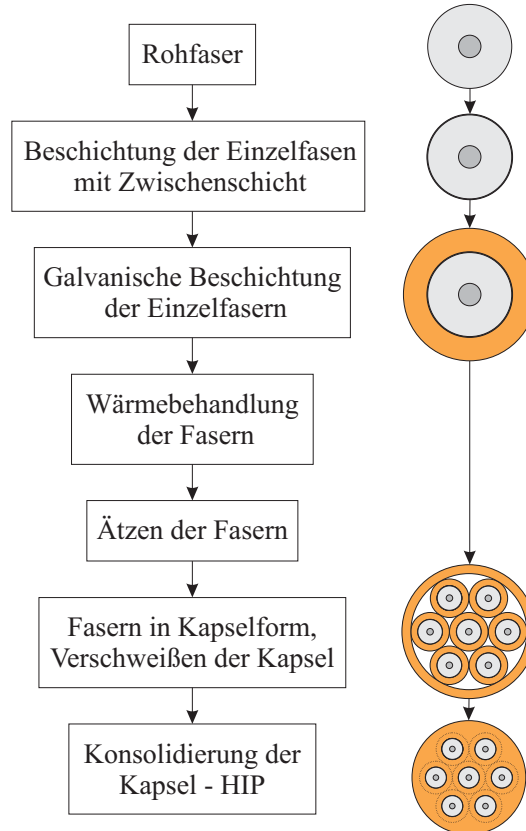 Rohfaser
Beschichtung der Einzelfasen
mit Zwischenschicht
Galvanische Beschichtung
der Einzelfasern
Wärmebehandlung
der Fasern
Ätzen der Fasern
Fasern in Kapselform,
Verschweißen der Kapsel
Konsolidierung der
Kapsel - HIP